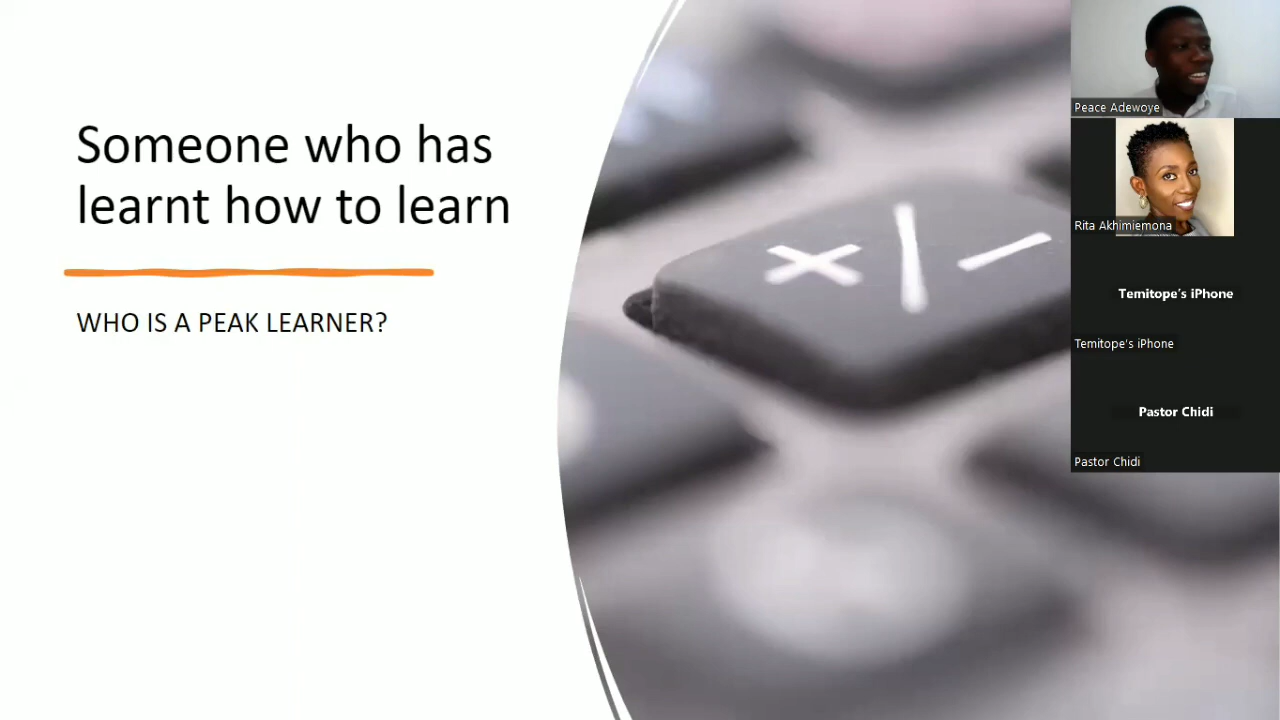 Someone who has
learnt how to learn
WHO IS A PEAK LEARNER?
+/-
Peace Adewoye
Rita Akhimiemona
Temitope's iPhone
Temitope's iPhone
Pastor Chidi
Pastor Chidi